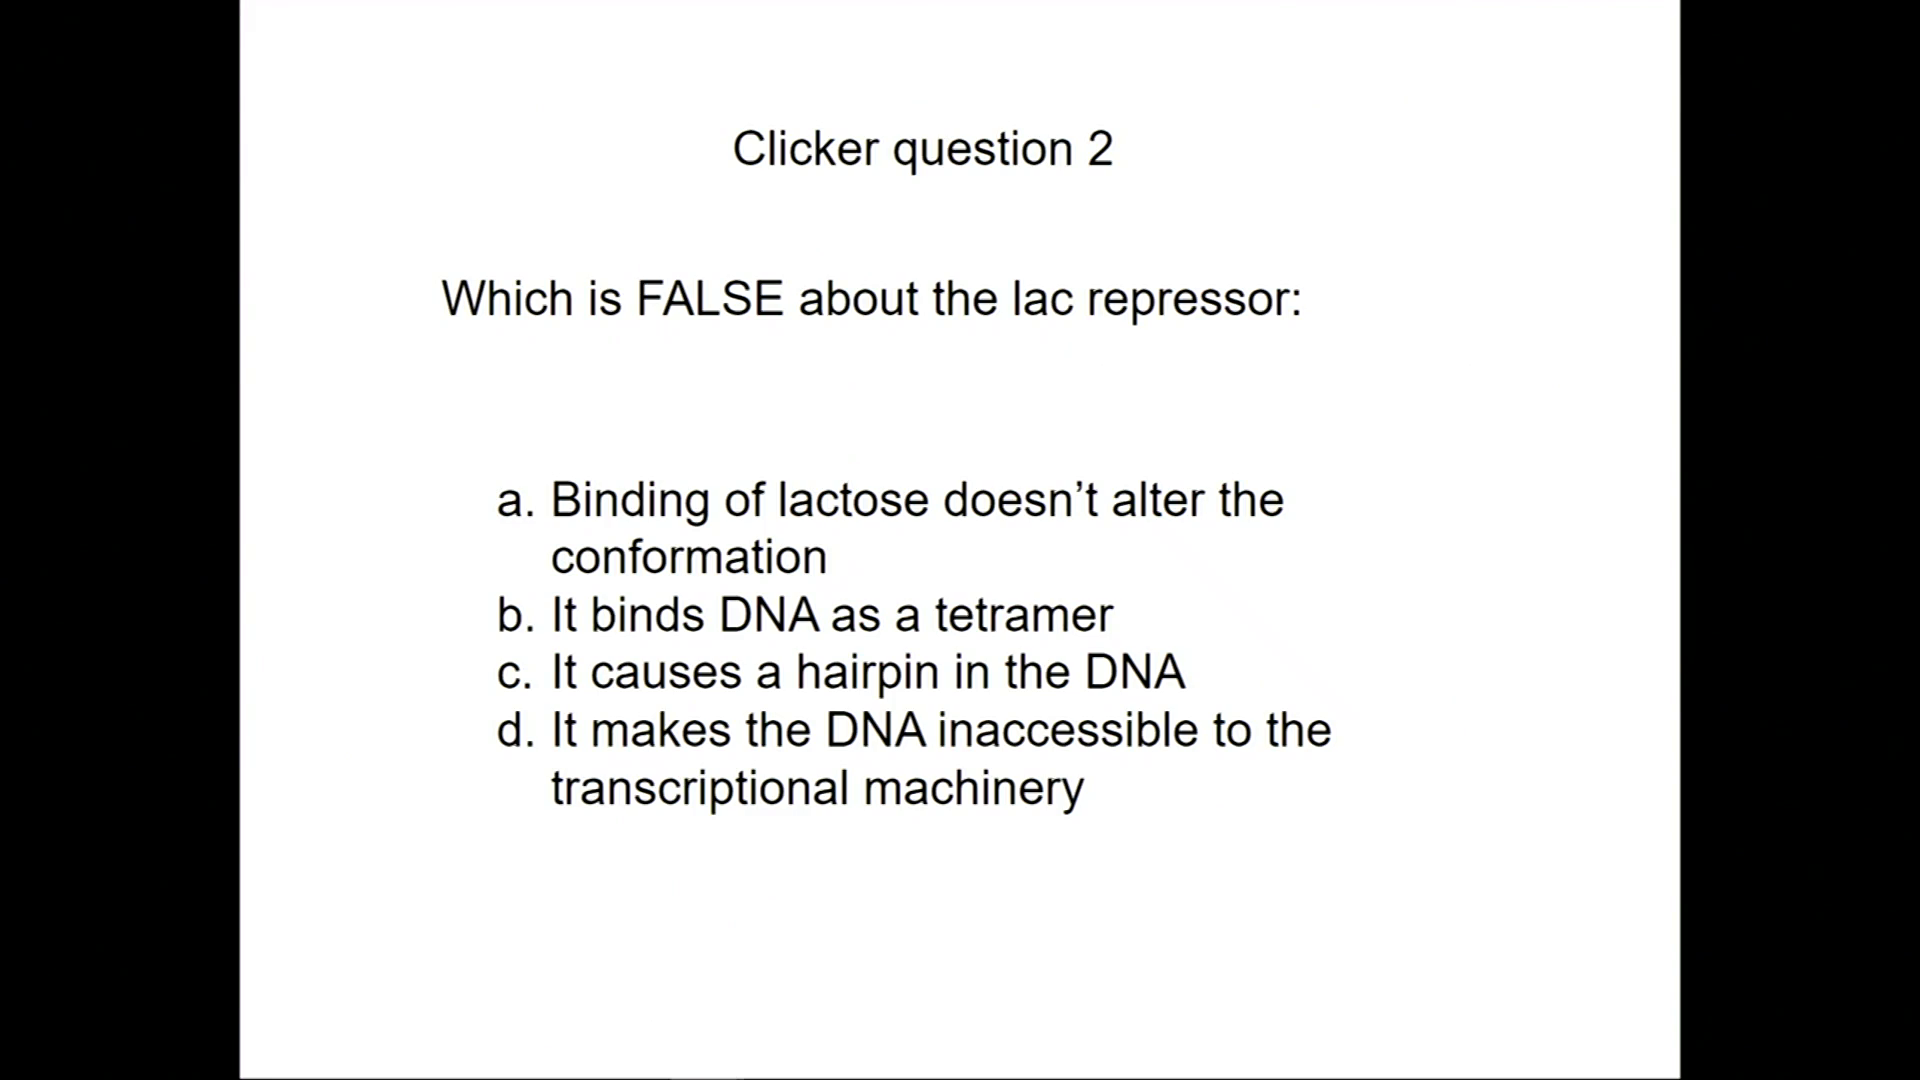 Clicker question 2
Which is FALSE about the lac repressor:
a. Binding of lactose doesn’t alter the
conformation
b. It binds DNA as a tetramer
c. It causes a hairpin in the DNA
d. It makes the DNA inaccessible to the
transcriptional machinery